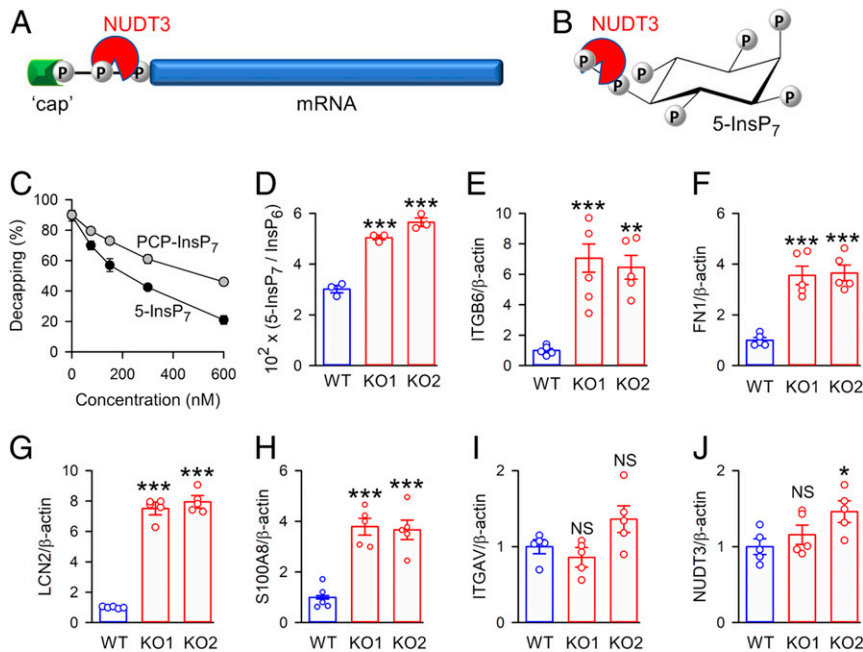 A
NUDT3
P
P
P
'cap'
mRNA
B
NUDT3
P
P
P
P
P
P
P
5-InsP7
C
Decapping (%)
100
80
60
40
20
0
PCP-InsP7
5-InsP7
0
200
400
600
Concentration (nM)
D
10² x (5-InsP7 / InsP6)
6
4
2
0
***
***
WT
KO1
KO2
E
ITGB6/β-actin
10
8
6
4
2
0
***
**
WT
KO1
KO2
F
FN1/β-actin
6
4
2
0
***
***
WT
KO1
KO2
G
LCN2/β-actin
10
8
6
4
2
0
***
***
WT
KO1
KO2
H
S100A8/β-actin
6
4
2
0
***
***
WT
KO1
KO2
I
ITGAV/β-actin
2
1
0
NS
NS
WT
KO1
KO2
J
NUDT3/β-actin
2
1
0
NS
*
WT
KO1
KO2